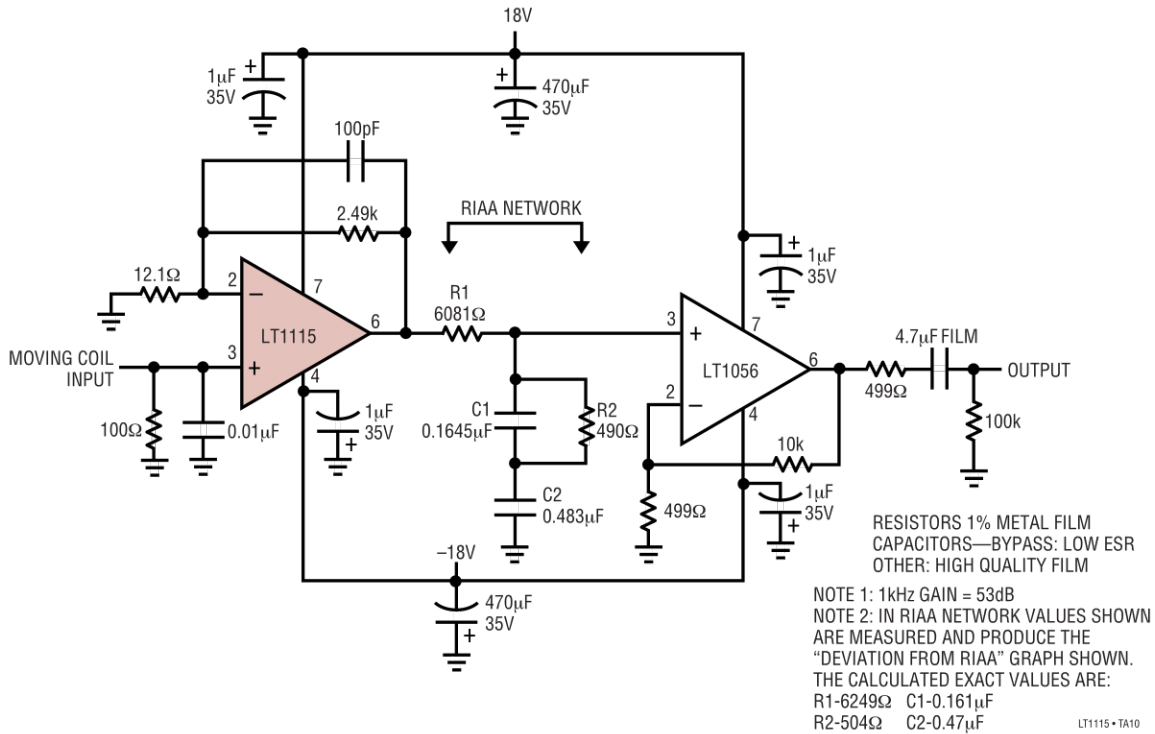 18V
1µF
35V
470µF
35V
100pF
2.49k
RIAA NETWORK
12.1Ω
2
–
7
LT1115
6
R1
6081Ω
MOVING COIL
INPUT
3
+
4
100Ω
0.01µF
1µF
35V
+
C1
0.1645µF
R2
490Ω
C2
0.483µF
3
+
7
LT1056
6
2
–
4
+
1µF
35V
499Ω
4.7µF FILM
OUTPUT
100k
10k
499Ω
1µF
35V
+
–18V
470µF
35V
+
RESISTORS 1% METAL FILM
CAPACITORS—BYPASS: LOW ESR
OTHER: HIGH QUALITY FILM
NOTE 1: 1kHz GAIN = 53dB
NOTE 2: IN RIAA NETWORK VALUES SHOWN
ARE MEASURED AND PRODUCE THE
“DEVIATION FROM RIAA” GRAPH SHOWN.
THE CALCULATED EXACT VALUES ARE:
R1-6249Ω C1-0.161µF
R2-504Ω C2-0.47µF
LT1115 • TA10